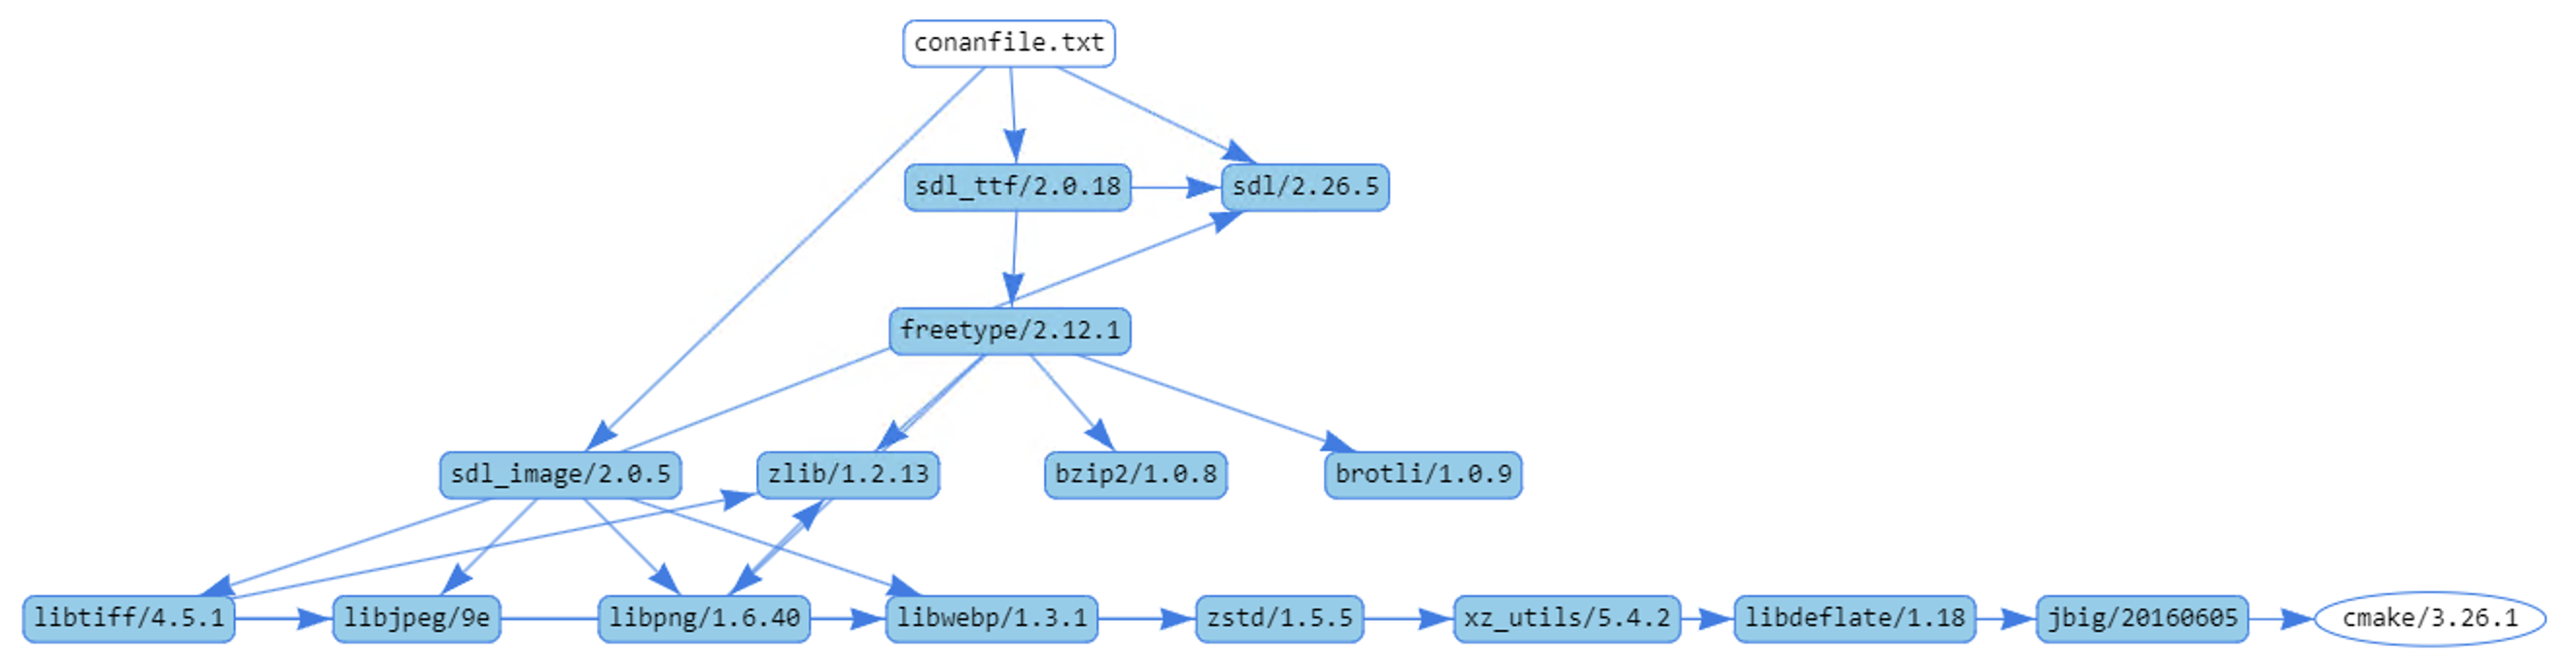 conanfile.txt
sdl_ttf/2.0.18
sdl/2.26.5
freetype/2.12.1
sdl_image/2.0.5
zlib/1.2.13
bzip2/1.0.8
brotli/1.0.9
libtiff/4.5.1
libjpeg/9e
libpng/1.6.40
libwebp/1.3.1
zstd/1.5.5
xz_utils/5.4.2
libdeflate/1.18
jbig/20160605
cmake/3.26.1